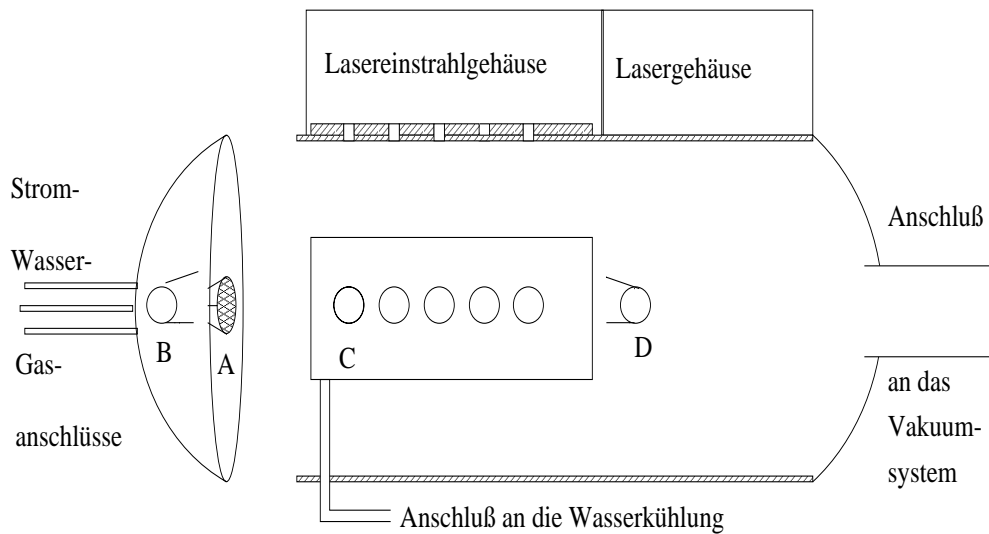 Lasereinstrahlgehäuse
Lasergehäuse
Strom-
Wasser-
Gas-
anschlüsse
B
A
C
D
Anschluß
an das
Vakuum-
system
Anschluß an die Wasserkühlung